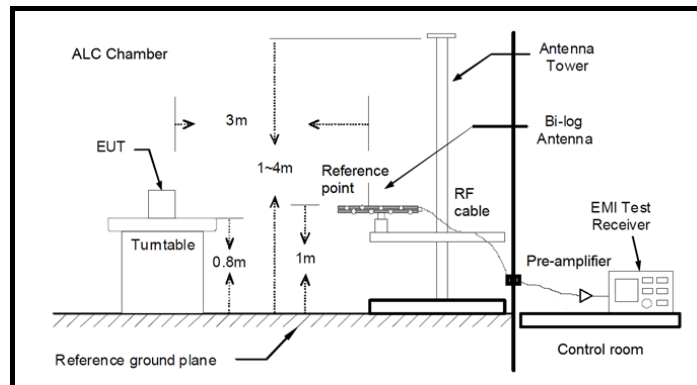 ALC Chamber
Antenna
Tower
3m
Bi-log
Antenna
EUT
1~4m
Reference
point
RF
cable
EMI Test
Receiver
Turntable
0.8m
1m
Pre-amplifier
Reference ground plane
Control room